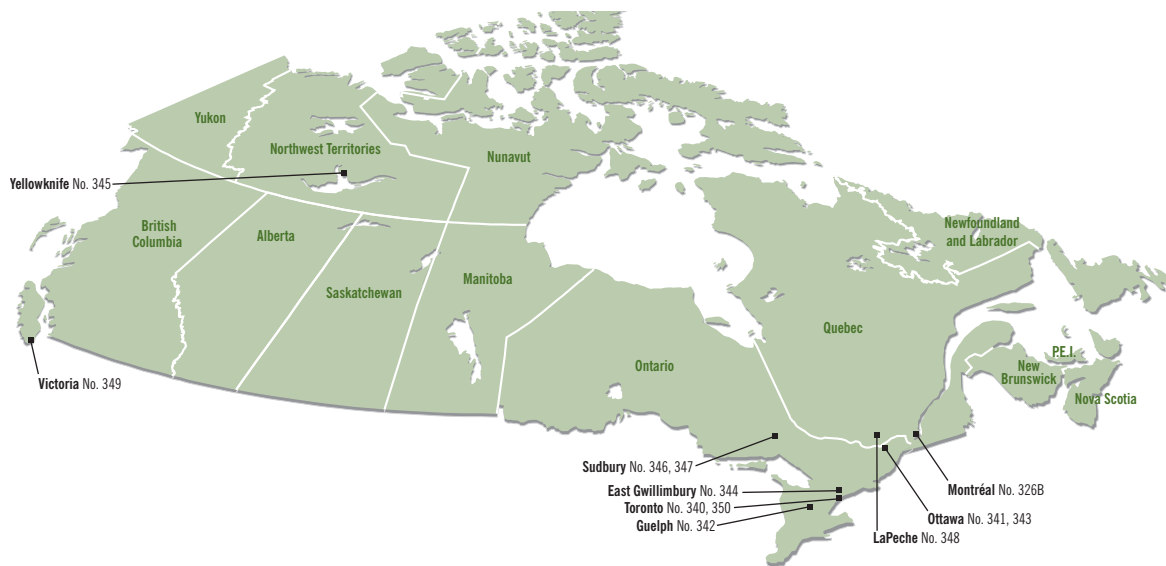 Yukon
Northwest Territories
Nunavut
Yellowknife No. 345
British
Columbia
Alberta
Newfoundland
and Labrador
Saskatchewan
Manitoba
Quebec
Ontario
P.E.I.
New
Brunswick
Nova Scotia
Victoria No. 349
Sudbury No. 346, 347
East Gwillimbury No. 344
Toronto No. 340, 350
Guelph No. 342
Montréal No. 326B
Ottawa No. 341, 343
LaPeche No. 348